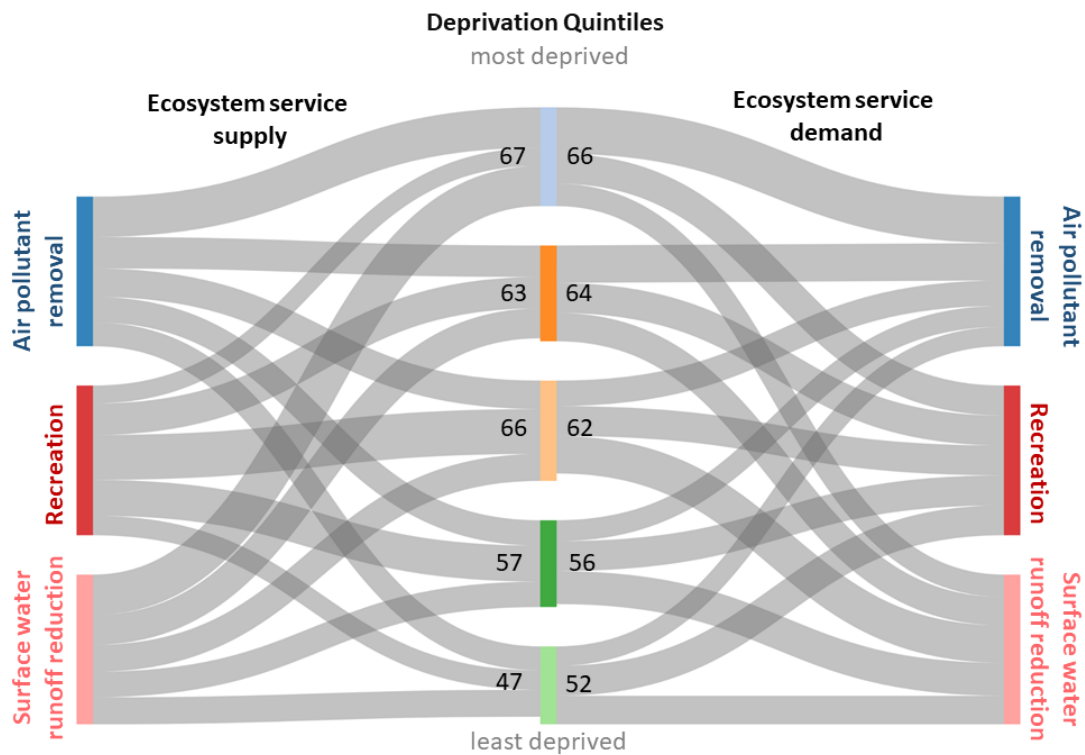 Deprivation Quintiles
most deprived
Ecosystem service
supply
Ecosystem service
demand
67 66
63 64
66 62
57 56
47 52
Air pollutant
removal
Recreation
Surface water
runoff reduction
Air pollutant
removal
Recreation
Surface water
runoff reduction
least deprived